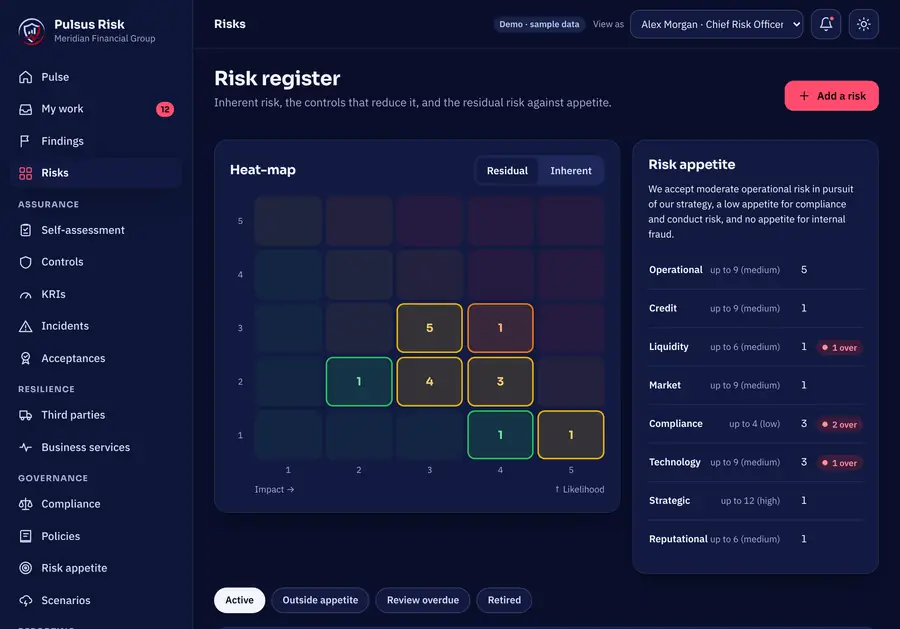 Pulsus Risk
Meridian Financial Group
Pulse
My work 12
Findings
Risks
ASSURANCE
Self-assessment
Controls
KRIs
Incidents
Acceptances
RESILIENCE
Third parties
Business services
GOVERNANCE
Compliance
Policies
Risk appetite
Scenarios
Risks
Demo · sample data
View as
Alex Morgan · Chief Risk Officer
Risk register
Inherent risk, the controls that reduce it, and the residual risk against appetite.
+ Add a risk
Heat-map
Residual
Inherent
5
4
3 5 1
2 1 4 3
1 1 1
1 2 3 4 5
Impact →
↑ Likelihood
Risk appetite
We accept moderate operational risk in pursuit
of our strategy, a low appetite for compliance
and conduct risk, and no appetite for internal
fraud.
Operational up to 9 (medium) 5
Credit up to 9 (medium) 1
Liquidity up to 6 (medium) 1 1 over
Market up to 9 (medium) 1
Compliance up to 4 (low) 3 2 over
Technology up to 9 (medium) 3 1 over
Strategic up to 12 (high) 1
Reputational up to 6 (medium) 1
Active
Outside appetite
Review overdue
Retired